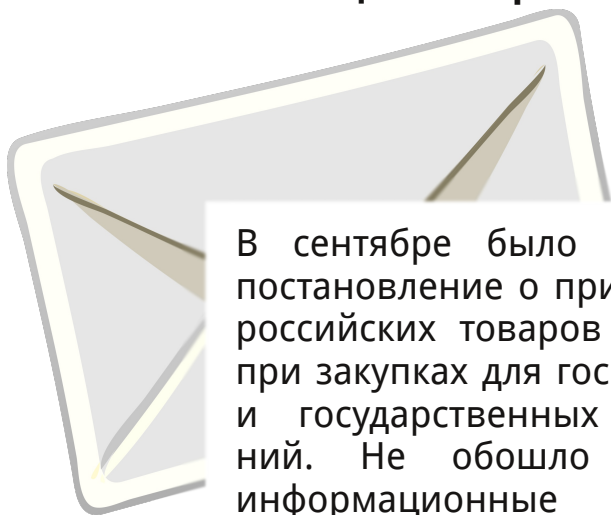 В сентябре было
постановление о при
российских товаров
при закупках для гос
и государственных
ний. Не обошло
информационные